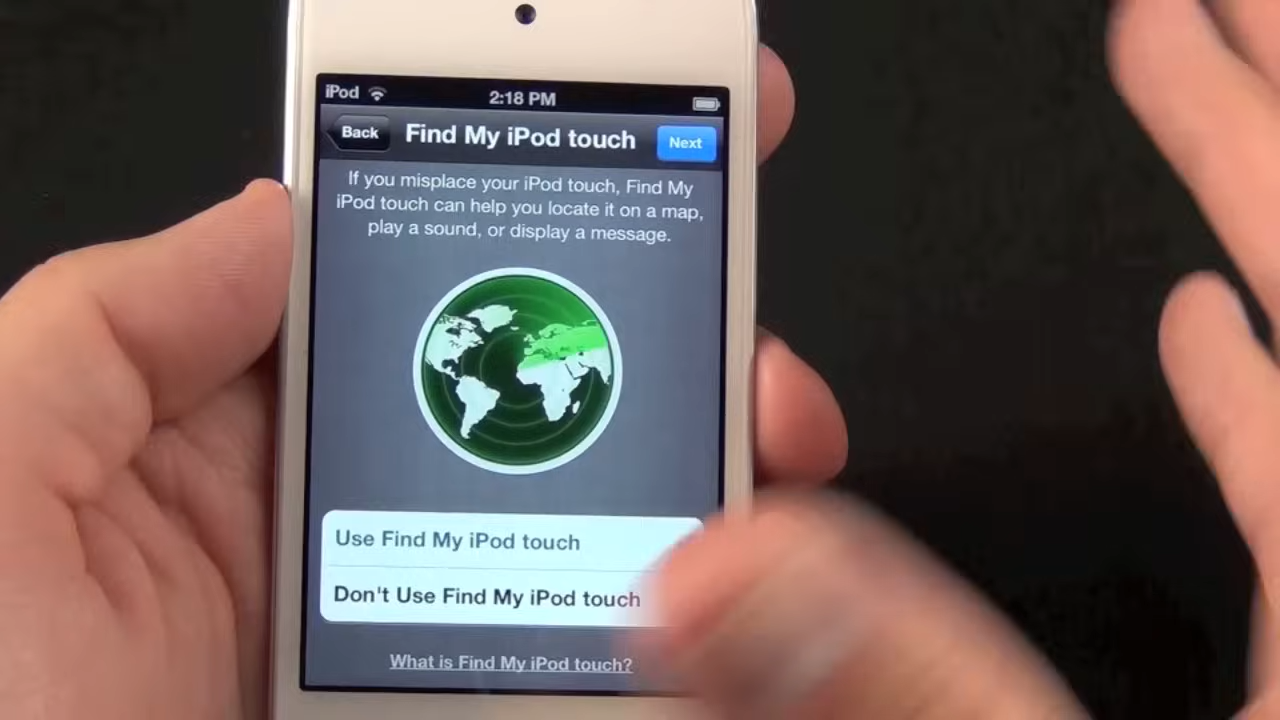 iPod 2:18 PM
Back Find My iPod touch Next
If you misplace your iPod touch, Find My
iPod touch can help you locate it on a map,
play a sound, or display a message.
Use Find My iPod touch
Don't Use Find My iPod touch
What is Find My iPod touch?